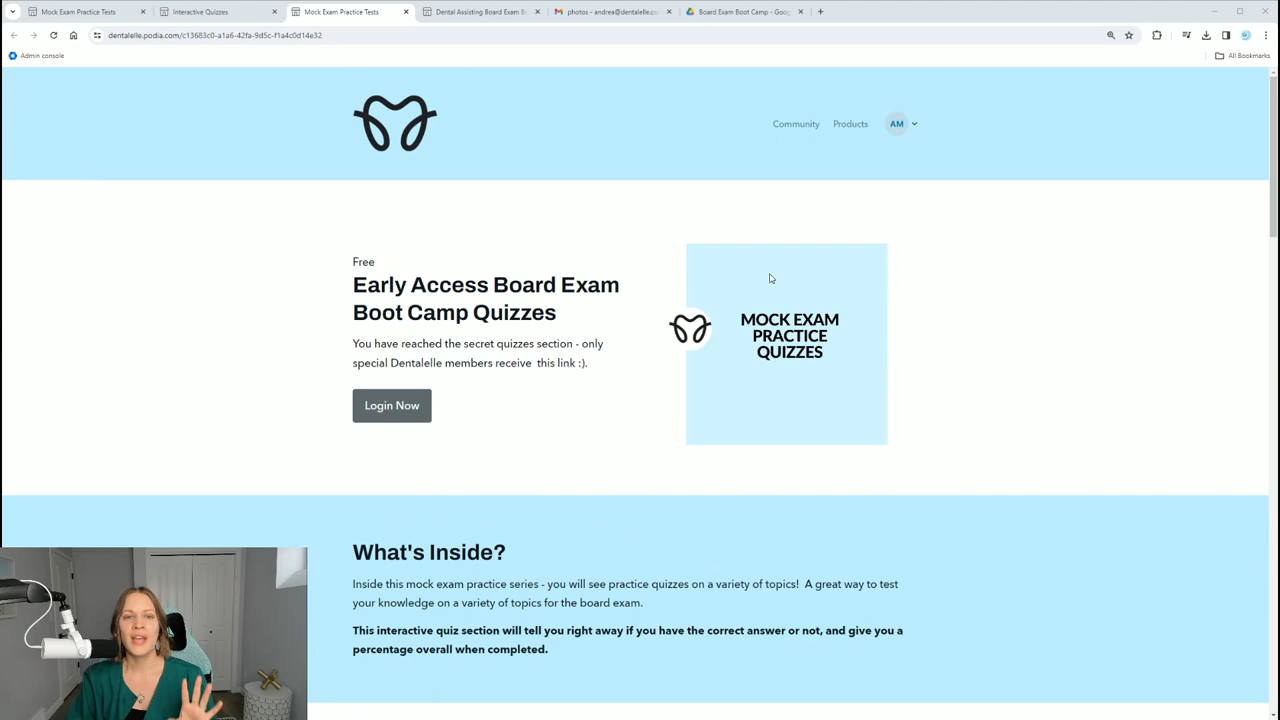 Mock Exam Practice Tests
Interactive Quizzes
Mock Exam Practice Tests
Dental Assisting Board Exam B
photos - andrea@dentalelle.co
Board Exam Boot Camp - Goog
dentalelle.podia.com/c13683c0-a1a6-42fa-9d5c-f1a4c0d14e32
Admin console
All Bookmarks
Community
Products
AM
Free
Early Access Board Exam
Boot Camp Quizzes
You have reached the secret quizzes section - only
special Dentalelle members receive this link :).
Login Now
MOCK EXAM
PRACTICE
QUIZZES
What's Inside?
Inside this mock exam practice series - you will see practice quizzes on a variety of topics! A great way to test
your knowledge on a variety of topics for the board exam.
This interactive quiz section will tell you right away if you have the correct answer or not, and give you a
percentage overall when completed.